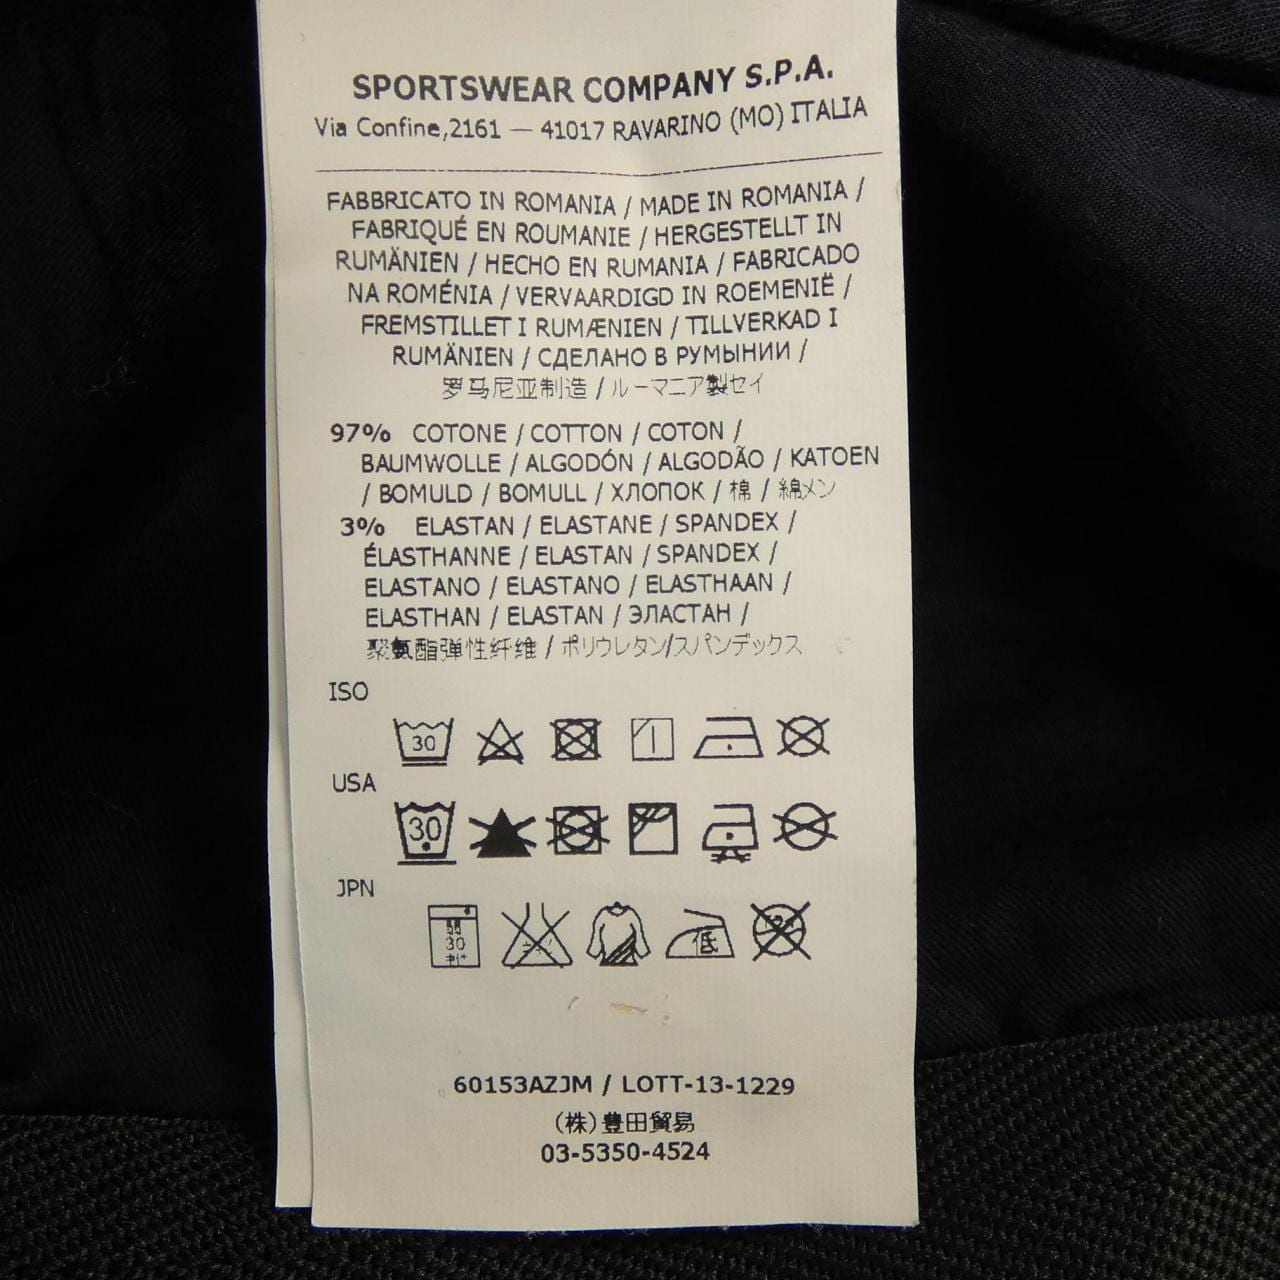 SPORTSWEAR COMPANY S.P.A.
Via Confine,2161 — 41017 RAVARINO (MO) ITALIA
FABBRICATO IN ROMANIA / MADE IN ROMANIA /
FABRIQUÉ EN ROUMANIE / HERGESTELLT IN
RUMÄNIEN / HECHO EN RUMANIA / FABRICADO
NA ROMÉNIA / VERVAARDIGD IN ROEMENIË /
FREMSTILLET I RUMÆNIEN / TILLVERKAD I
RUMÄNIEN / СДЕЛАНО В РУМЫНИИ /
罗马尼亚制造 / ルーマニア製セイ
97% COTONE / COTTON / COTON /
BAUMWOLLE / ALGODÓN / ALGODÃO / KATOEN
/ BOMULD / BOMULL / ХЛОПОК / 棉 / 綿メン
3% ELASTAN / ELASTANE / SPANDEX /
ÉLASTHANNE / ELASTAN / SPANDEX /
ELASTANO / ELASTANO / ELASTHAAN /
ELASTHAN / ELASTAN / ЭЛАСТАН /
聚氨酯弹性纤维 / ポリウレタン/スパンデックス
ISO
30
USA
30
JPN
30
低
60153AZJM / LOTT-13-1229
(株)豊田貿易
03-5350-4524